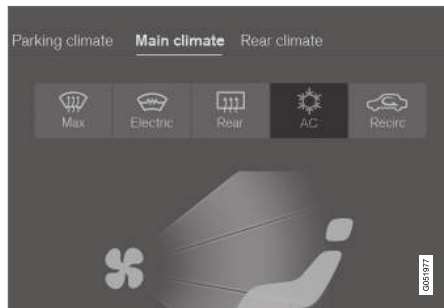 Parking climate Main climate Rear climate
Max Electric Rear AC Recirc
G051977